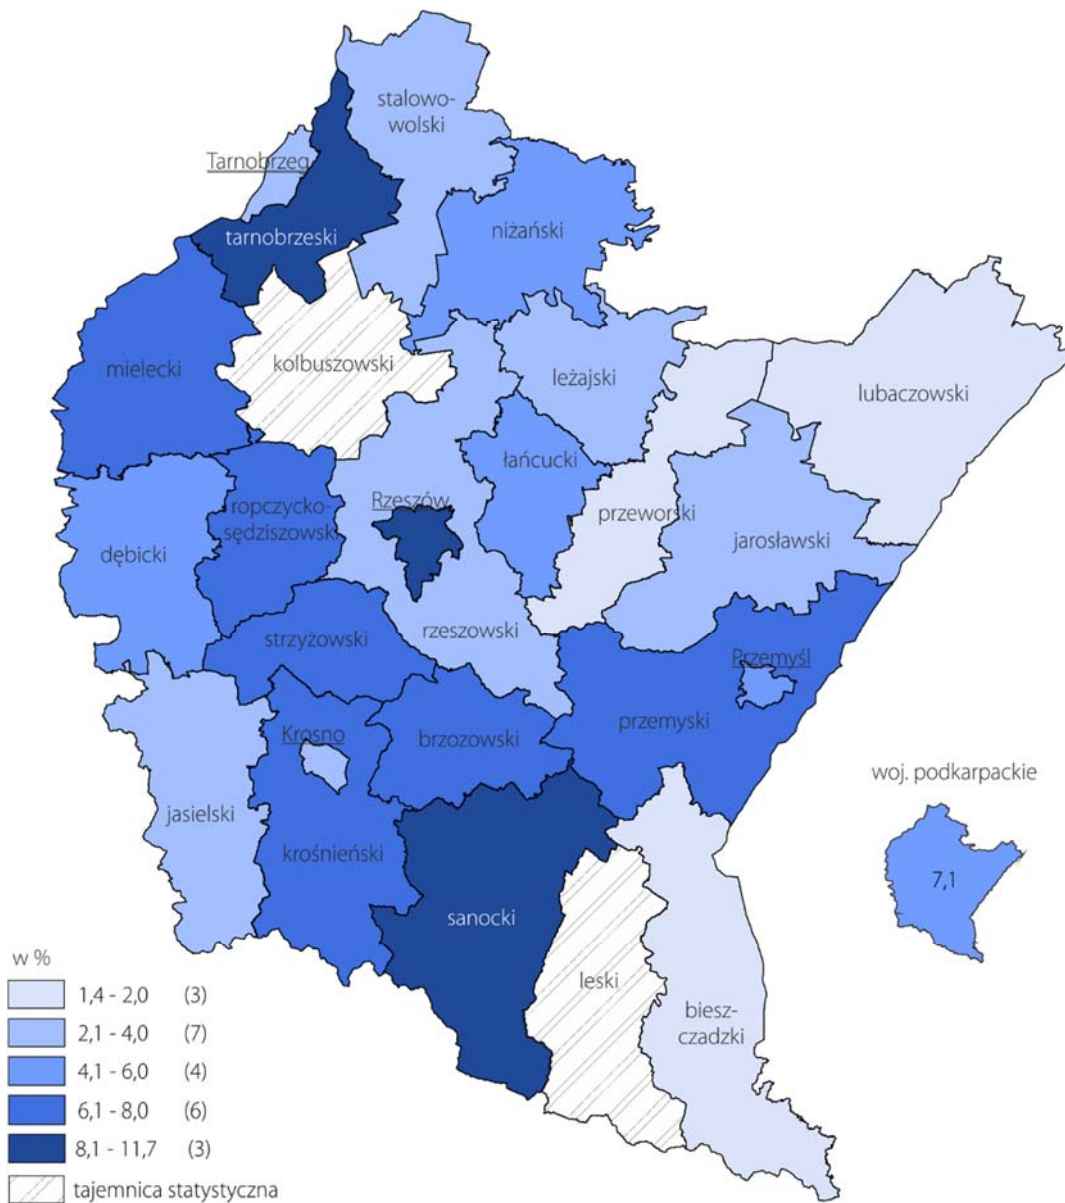 stalowo-
wolski
Tarnobrzeg
tarnobrzeski
niżański
mielecki
kolbuszowski
leżajski
lubaczowski
łańcucki
ropczycko-
sędziszowski
Rzeszów
przeworski
dębicki
jarosławski
strzyżowski
rzeszowski
Przemyśl
przemyski
Krosno
brzozowski
jasielski
krośnieński
sanocki
leski
biesz-
czadzki
woj. podkarpackie
7,1
w %
1,4 - 2,0 (3)
2,1 - 4,0 (7)
4,1 - 6,0 (4)
6,1 - 8,0 (6)
8,1 - 11,7 (3)
tajemnica statystyczna